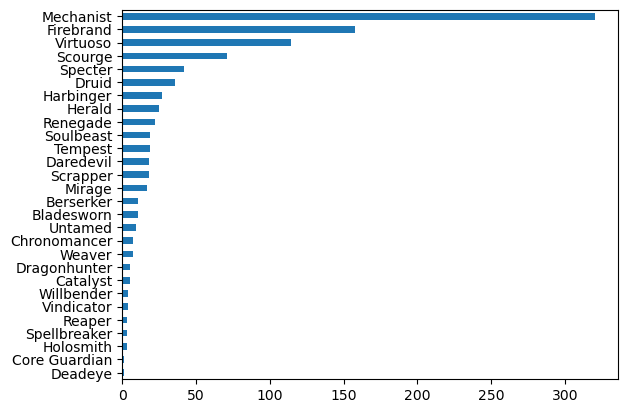 Mechanist
Firebrand
Virtuoso
Scourge
Specter
Druid
Harbinger
Herald
Renegade
Soulbeast
Tempest
Daredevil
Scrapper
Mirage
Berserker
Bladesworn
Untamed
Chronomancer
Weaver
Dragonhunter
Catalyst
Willbender
Vindicator
Reaper
Spellbreaker
Holosmith
Core Guardian
Deadeye
0 50 100 150 200 250 300